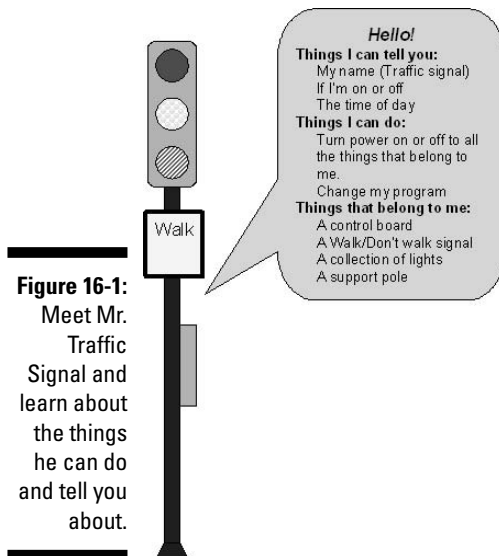 Hello!
Things I can tell you:
My name (Traffic signal)
If I'm on or off
The time of day
Things I can do:
Turn power on or off to all
the things that belong to
me.
Change my program
Things that belong to me:
A control board
A Walk/Don't walk signal
A collection of lights
A support pole
Walk
Figure 16-1:
Meet Mr.
Traffic
Signal and
learn about
the things
he can do
and tell you
about.